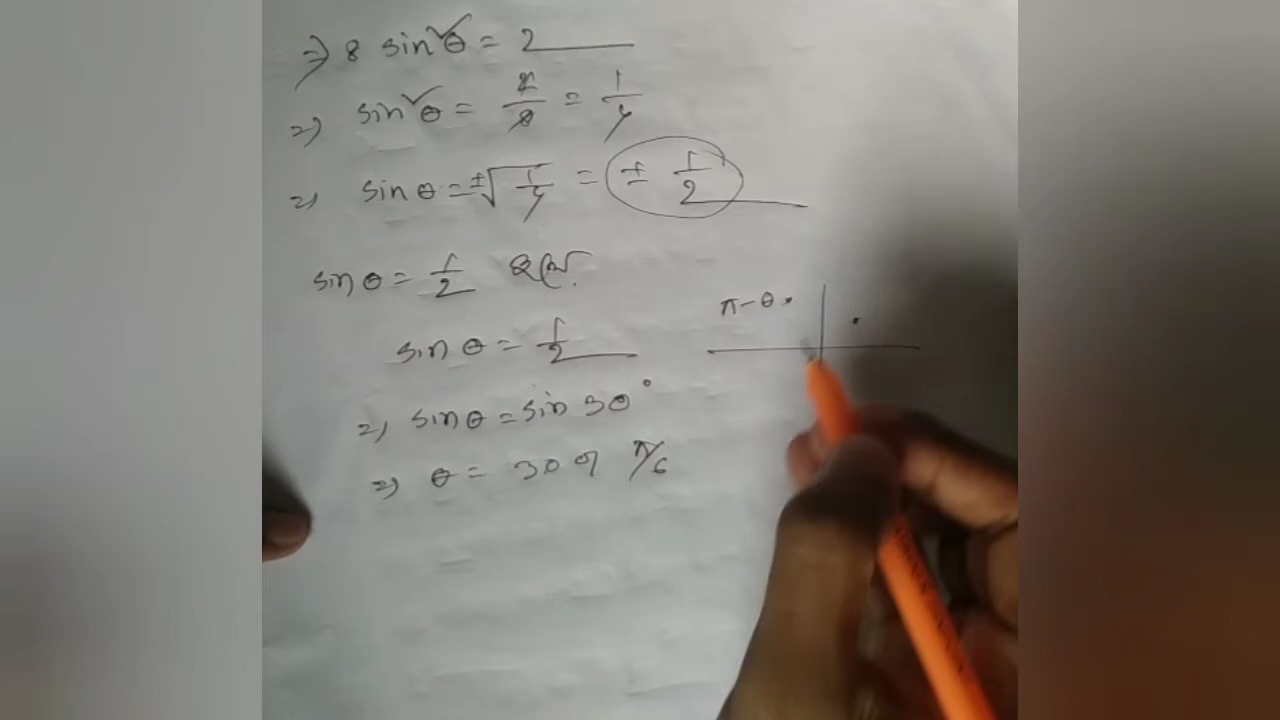 ⇒ 8 sin²θ = 2
⇒ sin²θ = 2/8 = 1/4
⇒ sin θ = ±√1/4 = ± 1/2
sin θ = 1/2
π-θ
sin θ = 1/2
⇒ sin θ = sin 30°
⇒ θ = 30 π/6